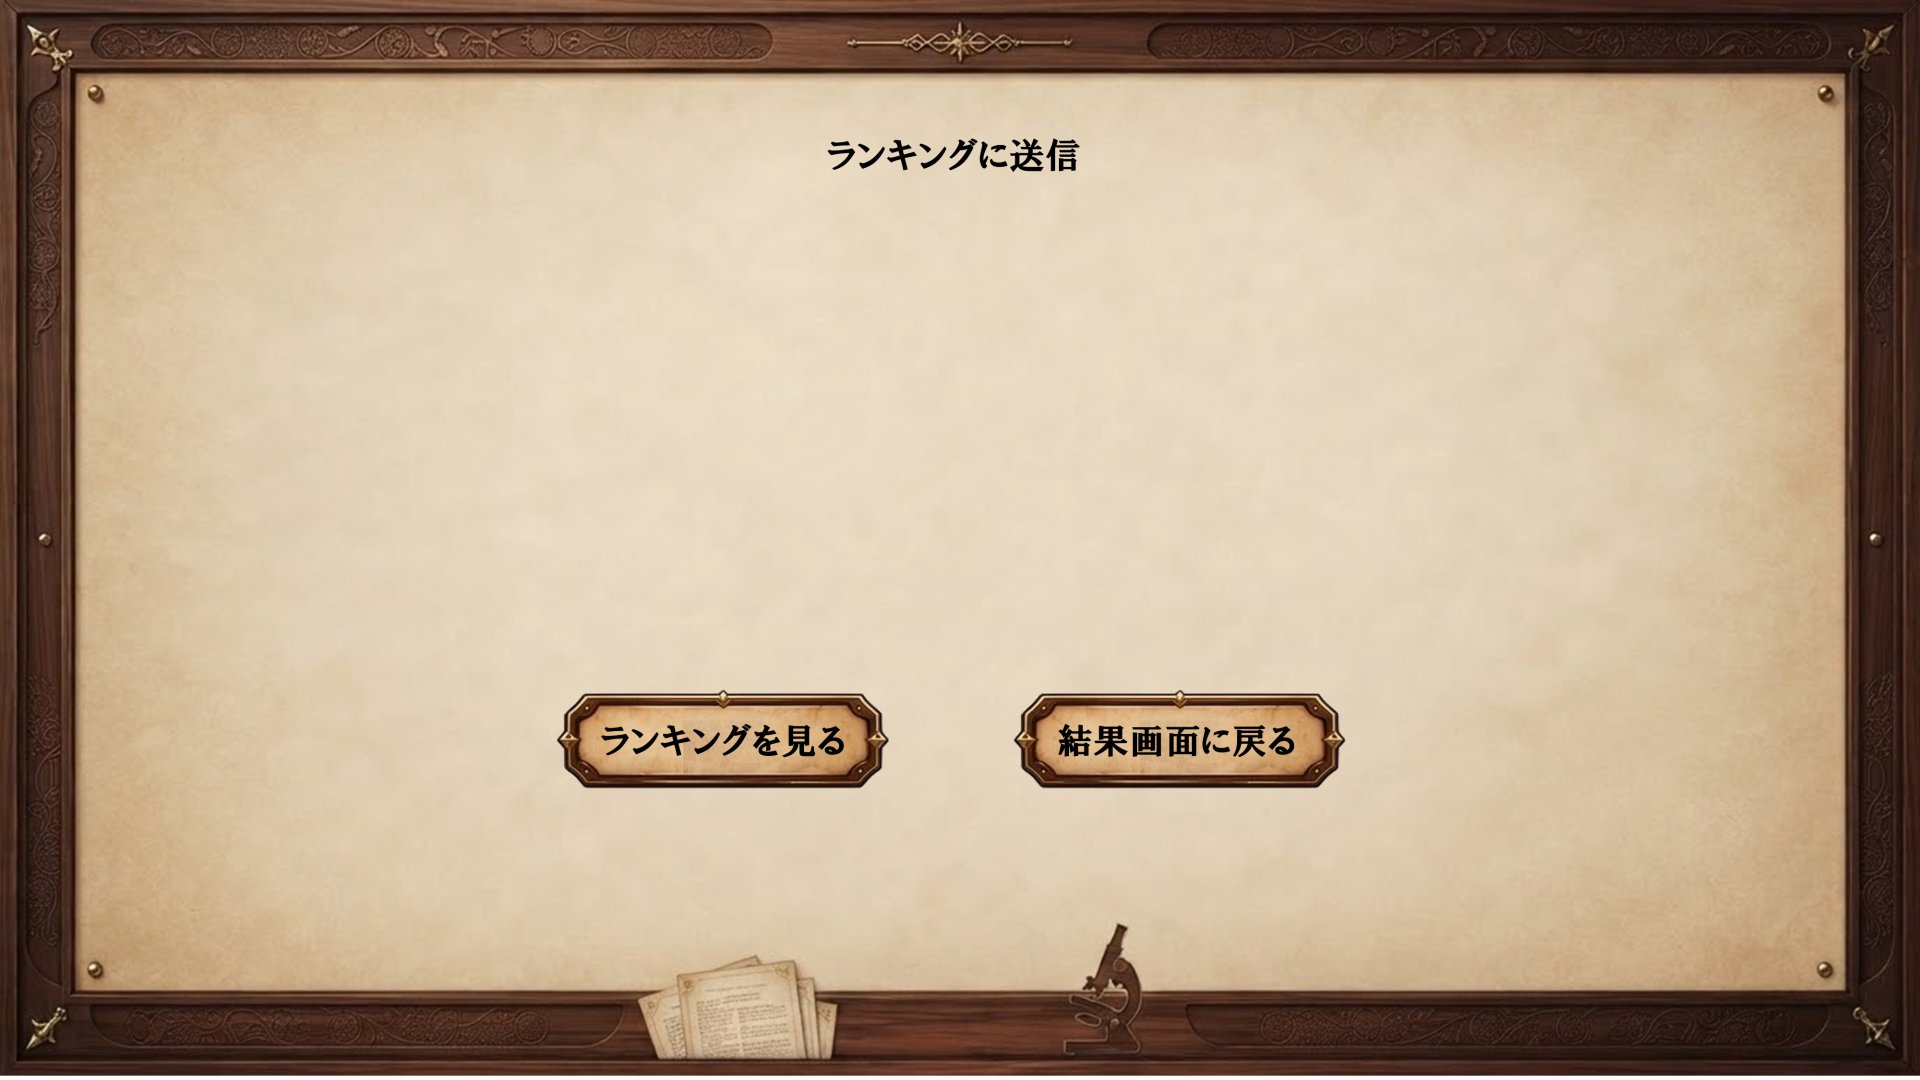 ランキングに送信
ランキングを見る
結果画面に戻る